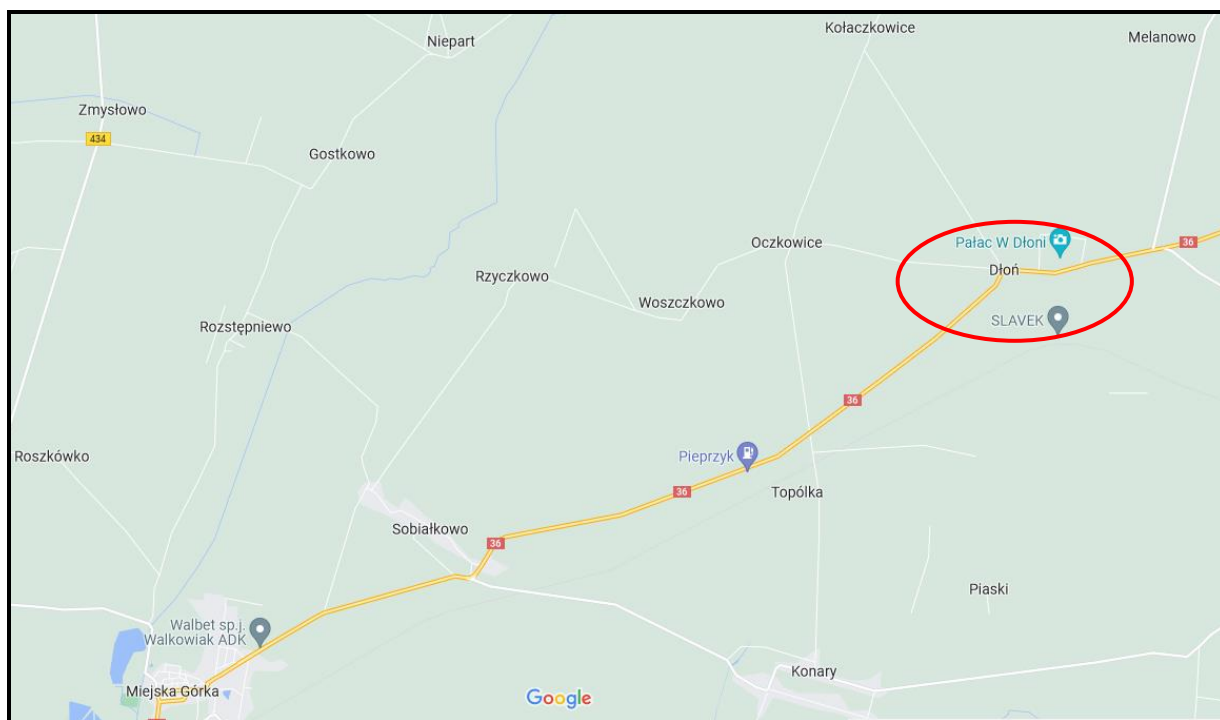 Kołaczkowice
Niepart
Melanowo
Zmysłowo
434
Gostkowo
Oczkowice
Pałac W Dłoni
36
Dłoń
Rzyczkowo
Woszczkowo
Rozstępniewo
SLAVEK
36
Roszkówko
Pieprzyk
36
Topólka
Sobiałkowo
36
Piaski
Walbet sp.j.
Walkowiak ADK
Konary
Miejska Górka
Google